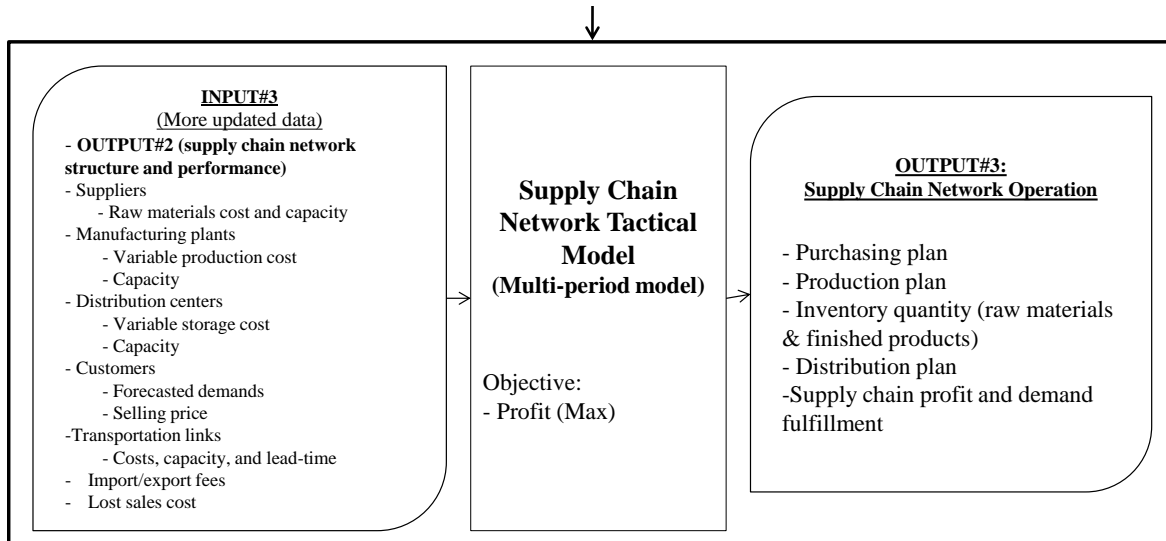 INPUT#3
(More updated data)
- OUTPUT#2 (supply chain network
structure and performance)
- Suppliers
- Raw materials cost and capacity
- Manufacturing plants
- Variable production cost
- Capacity
- Distribution centers
- Variable storage cost
- Capacity
- Customers
- Forecasted demands
- Selling price
-Transportation links
- Costs, capacity, and lead-time
- Import/export fees
- Lost sales cost
Supply Chain
Network Tactical
Model
(Multi-period model)
Objective:
- Profit (Max)
OUTPUT#3:
Supply Chain Network Operation
- Purchasing plan
- Production plan
- Inventory quantity (raw materials
& finished products)
- Distribution plan
-Supply chain profit and demand
fulfillment